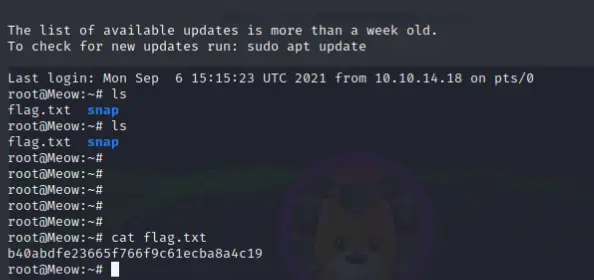 The list of available updates is more than a week old.
To check for new updates run: sudo apt update
Last login: Mon Sep  6 15:15:23 UTC 2021 from 10.10.14.18 on pts/0
root@Meow:~# ls
flag.txt  snap
root@Meow:~# ls
flag.txt  snap
root@Meow:~#
root@Meow:~#
root@Meow:~#
root@Meow:~#
root@Meow:~#
root@Meow:~# cat flag.txt
b40abdfe23665f766f9c61ecba8a4c19
root@Meow:~#